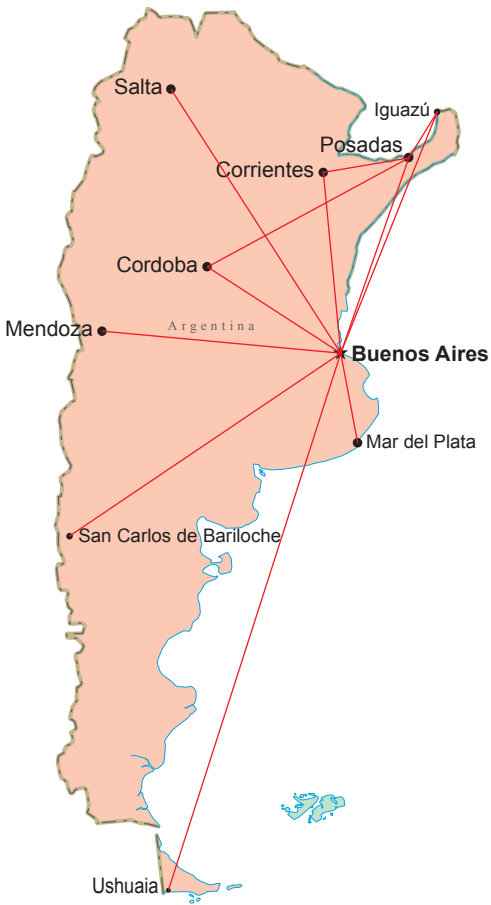 Salta
Iguazú
Posadas
Corrientes
Cordoba
Mendoza
Argentina
Buenos Aires
Mar del Plata
San Carlos de Bariloche
Ushuaia